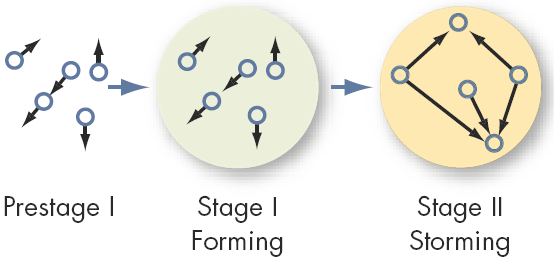 Prestage I
Stage I
Forming
Stage II
Storming